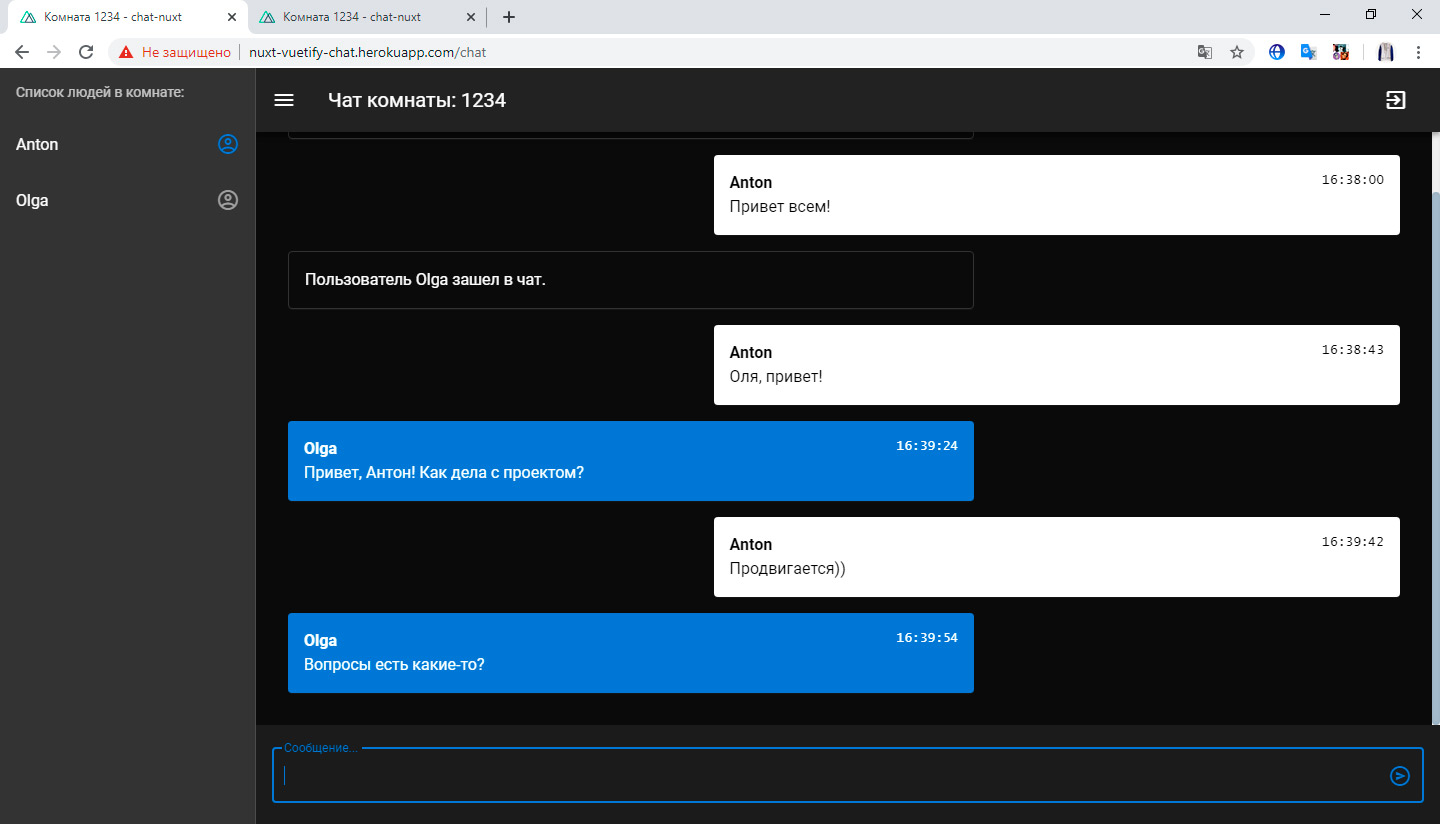 Комната 1234 - chat-nuxt
Комната 1234 - chat-nuxt
Не защищено
nuxt-vuetify-chat.herokuapp.com/chat
Список людей в комнате:
Anton
Olga
Чат комнаты: 1234
Anton 16:38:00
Привет всем!
Пользователь Olga зашел в чат.
Anton 16:38:43
Оля, привет!
Olga 16:39:24
Привет, Антон! Как дела с проектом?
Anton 16:39:42
Продвигается))
Olga 16:39:54
Вопросы есть какие-то?
Сообщение...